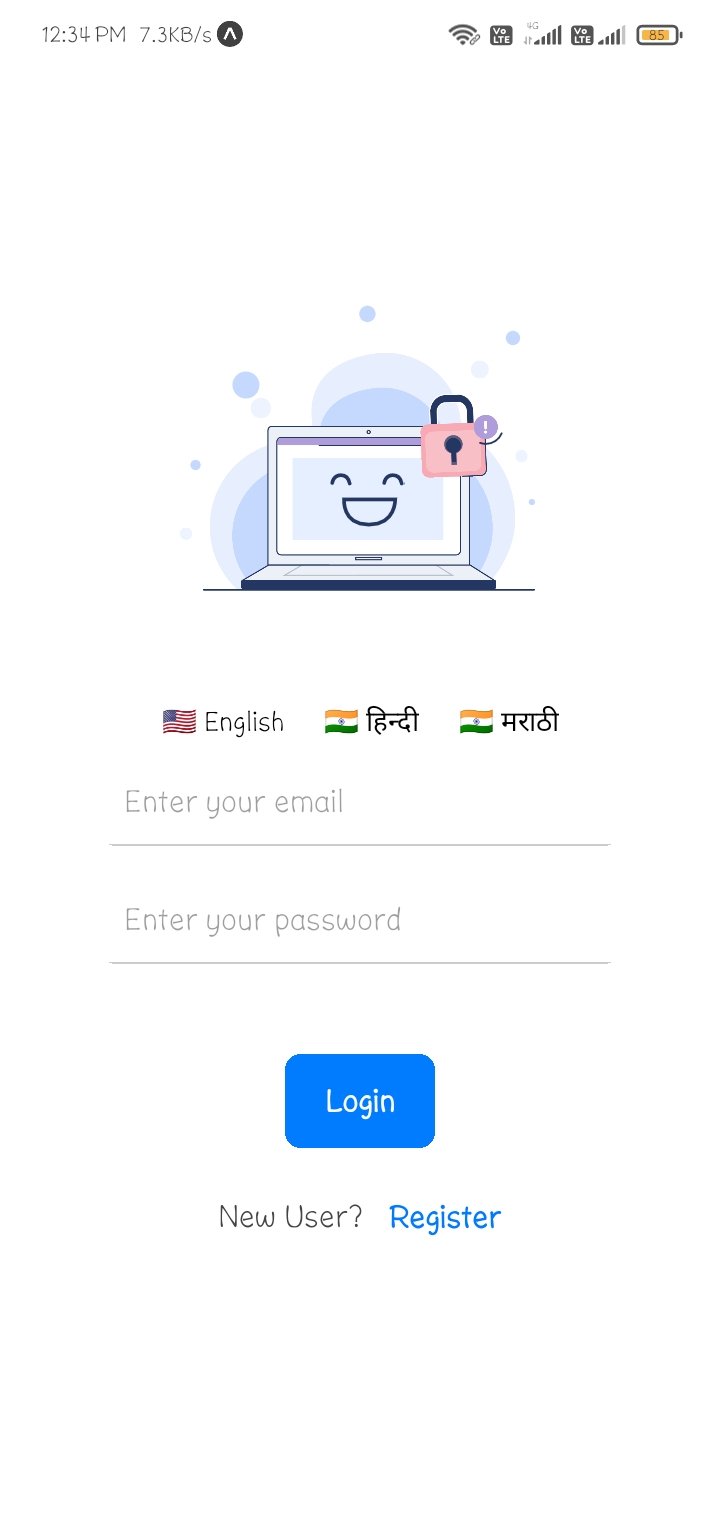 12:34 PM 7.3KB/s Vo LTE 4G Vo LTE 85
!
English हिन्दी मराठी
Enter your email
Enter your password
Login
New User? Register